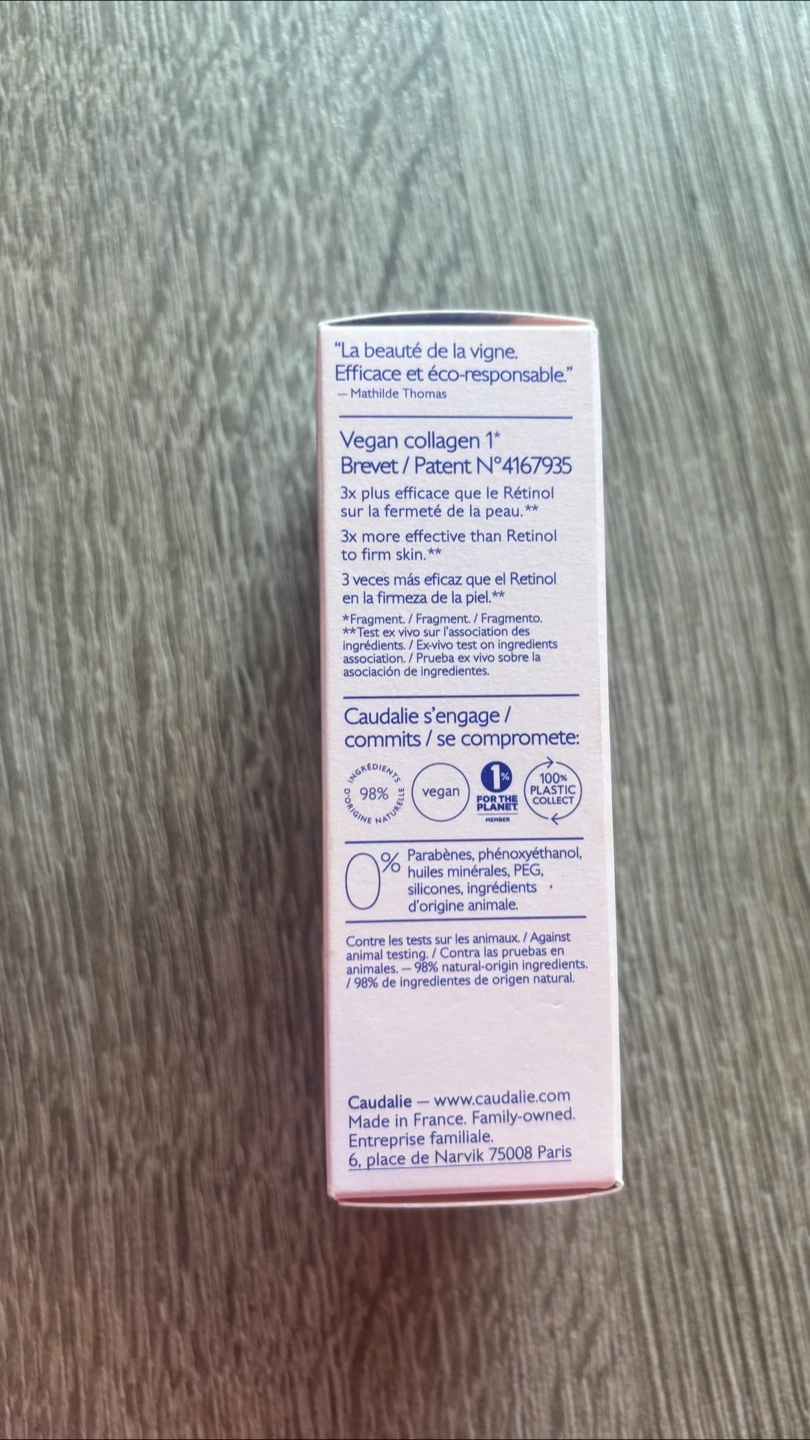 “La beauté de la vigne.
Efficace et éco-responsable.”
— Mathilde Thomas
Vegan collagen 1*
Brevet / Patent N°4167935
3x plus efficace que le Rétinol
sur la fermeté de la peau.**
3x more effective than Retinol
to firm skin.**
3 veces más eficaz que el Retinol
en la firmeza de la piel.**
*Fragment. / Fragment. / Fragmento.
**Test ex vivo sur l'association des
ingrédients. / Ex-vivo test on ingredients
association. / Prueba ex vivo sobre la
asociación de ingredientes.
Caudalie s'engage /
commits / se compromete:
INGRÉDIENTS
98%
D'ORIGINE NATURELLE
vegan
1%
FOR THE
PLANET
MEMBER
100%
PLASTIC
COLLECT
0% Parabènes, phénoxyéthanol,
huiles minérales, PEG,
silicones, ingrédients
d'origine animale.
Contre les tests sur les animaux. / Against
animal testing. / Contra las pruebas en
animales. — 98% natural-origin ingredients.
/ 98% de ingredientes de origen natural.
Caudalie — www.caudalie.com
Made in France. Family-owned.
Entreprise familiale.
6, place de Narvik 75008 Paris